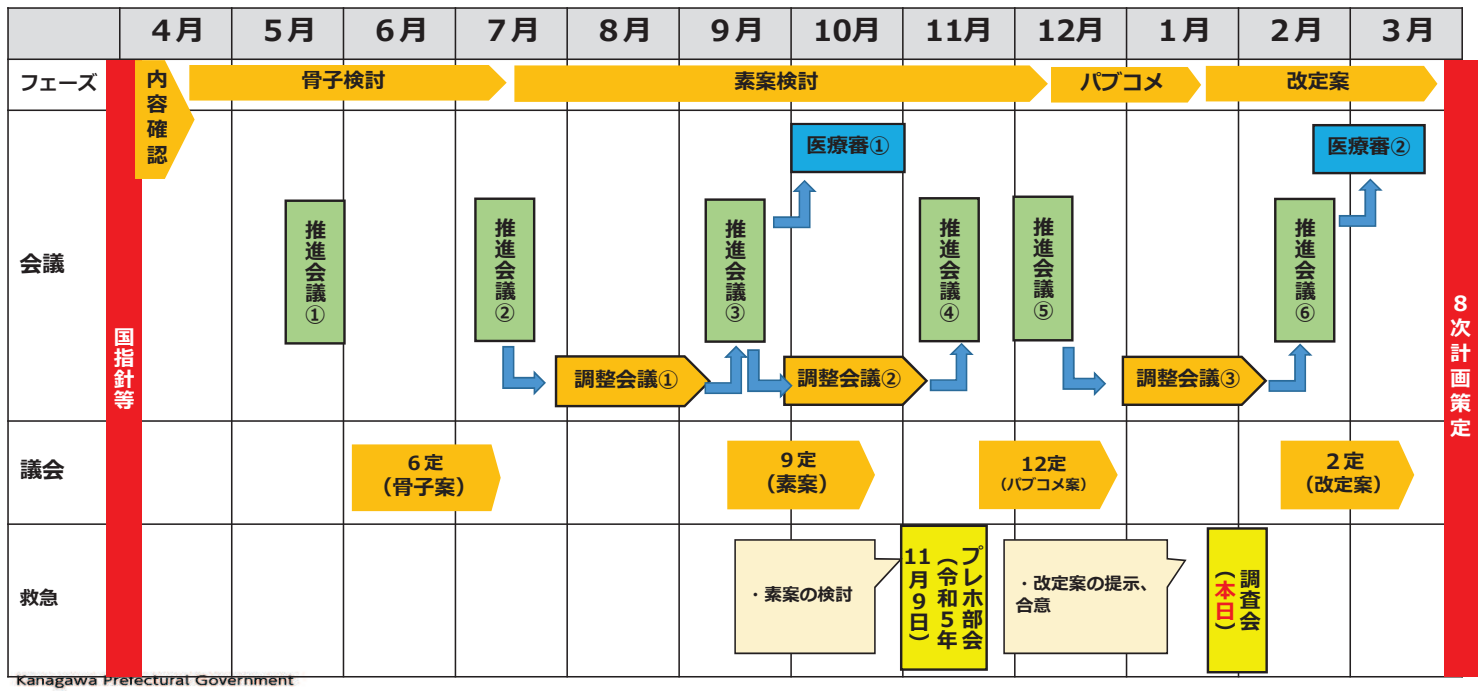 4月 5月 6月 7月 8月 9月 10月 11月 12月 1月 2月 3月
フェーズ
内容確認
骨子検討
素案検討
パブコメ
改定案
国指針等
8次計画策定
会議
医療審①
医療審②
推進会議①
推進会議②
推進会議③
推進会議④
推進会議⑤
推進会議⑥
調整会議①
調整会議②
調整会議③
議会
6定
(骨子案)
9定
(素案)
12定
(パブコメ案)
2定
(改定案)
救急
・素案の検討
プレホ部会
(令和5年
11月9日)
・改定案の提示、
合意
調査会
(本日)
Kanagawa Prefectural Government